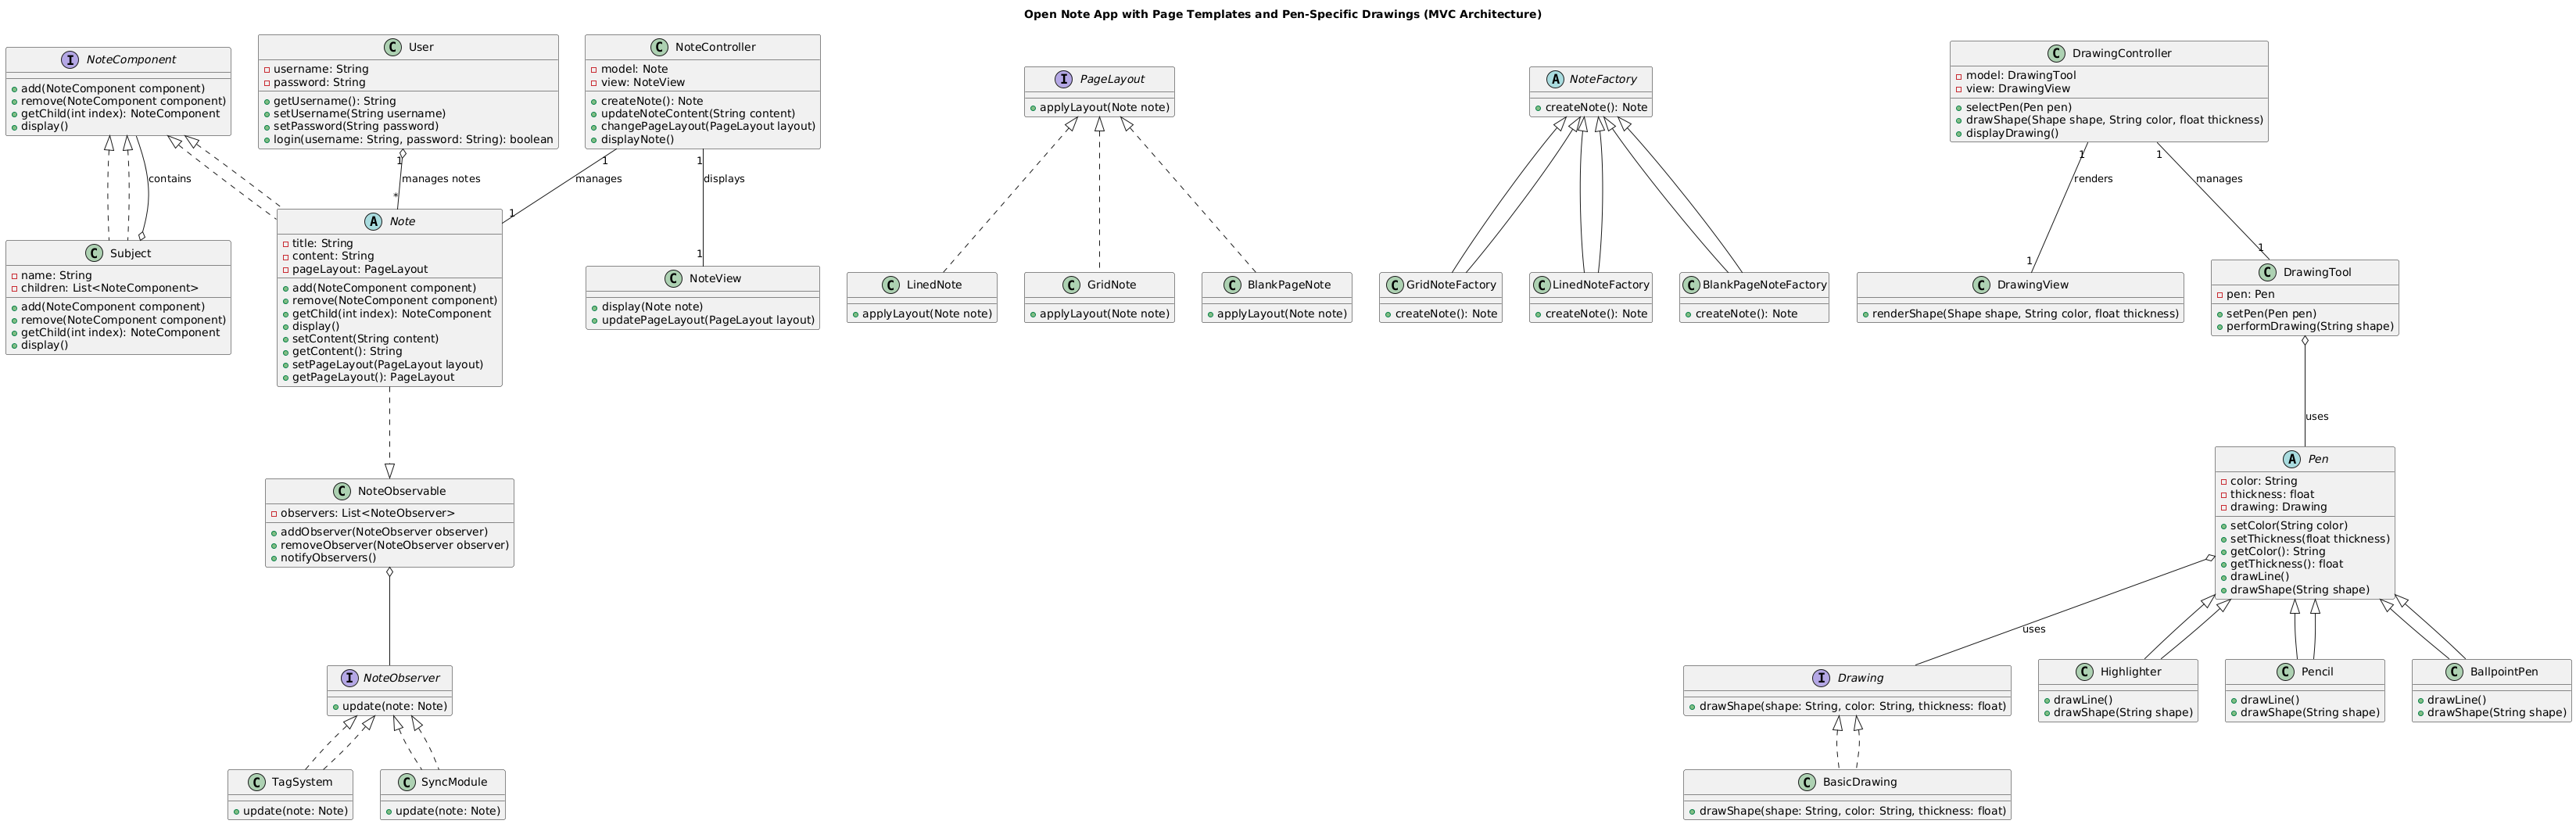 Open Note App with Page Templates and Pen-Specific Drawings (MVC Architecture)
I NoteComponent
add(NoteComponent component)
remove(NoteComponent component)
getChild(int index): NoteComponent
display()
C User
username: String
password: String
getUsername(): String
setUsername(String username)
setPassword(String password)
login(username: String, password: String): boolean
C NoteController
model: Note
view: NoteView
createNote(): Note
updateNoteContent(String content)
changePageLayout(PageLayout layout)
displayNote()
I PageLayout
applyLayout(Note note)
A NoteFactory
createNote(): Note
C DrawingController
model: DrawingTool
view: DrawingView
selectPen(Pen pen)
drawShape(Shape shape, String color, float thickness)
displayDrawing()
contains
1
manages notes
*
1
manages
1
1
displays
1
1
renders
1
1
manages
1
C Subject
name: String
children: List<NoteComponent>
add(NoteComponent component)
remove(NoteComponent component)
getChild(int index): NoteComponent
display()
A Note
title: String
content: String
pageLayout: PageLayout
add(NoteComponent component)
remove(NoteComponent component)
getChild(int index): NoteComponent
display()
setContent(String content)
getContent(): String
setPageLayout(PageLayout layout)
getPageLayout(): PageLayout
C NoteView
display(Note note)
updatePageLayout(PageLayout layout)
C LinedNote
applyLayout(Note note)
C GridNote
applyLayout(Note note)
C BlankPageNote
applyLayout(Note note)
C GridNoteFactory
createNote(): Note
C LinedNoteFactory
createNote(): Note
C BlankPageNoteFactory
createNote(): Note
C DrawingView
renderShape(Shape shape, String color, float thickness)
C DrawingTool
pen: Pen
setPen(Pen pen)
performDrawing(String shape)
uses
C NoteObservable
observers: List<NoteObserver>
addObserver(NoteObserver observer)
removeObserver(NoteObserver observer)
notifyObservers()
A Pen
color: String
thickness: float
drawing: Drawing
setColor(String color)
setThickness(float thickness)
getColor(): String
getThickness(): float
drawLine()
drawShape(String shape)
uses
I NoteObserver
update(note: Note)
I Drawing
drawShape(shape: String, color: String, thickness: float)
C Highlighter
drawLine()
drawShape(String shape)
C Pencil
drawLine()
drawShape(String shape)
C BallpointPen
drawLine()
drawShape(String shape)
C TagSystem
update(note: Note)
C SyncModule
update(note: Note)
C BasicDrawing
drawShape(shape: String, color: String, thickness: float)